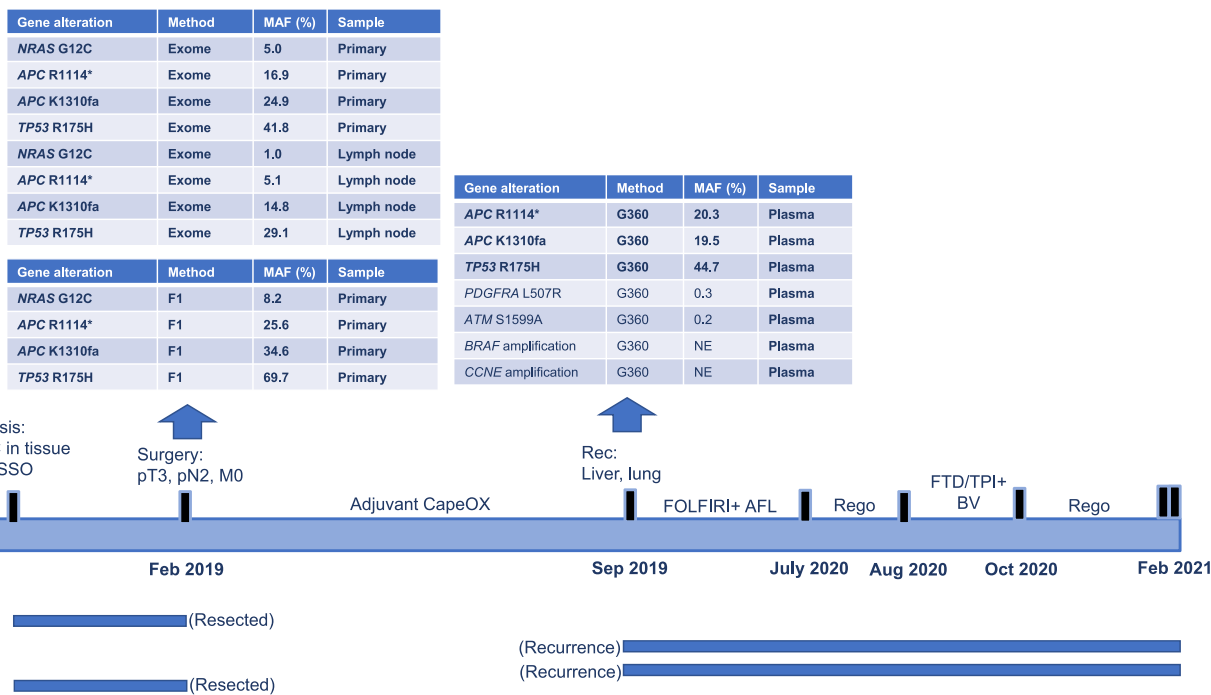 Gene alteration Method MAF (%) Sample
NRAS G12C Exome 5.0 Primary
APC R1114* Exome 16.9 Primary
APC K1310fa Exome 24.9 Primary
TP53 R175H Exome 41.8 Primary
NRAS G12C Exome 1.0 Lymph node
APC R1114* Exome 5.1 Lymph node
APC K1310fa Exome 14.8 Lymph node
TP53 R175H Exome 29.1 Lymph node
Gene alteration Method MAF (%) Sample
NRAS G12C F1 8.2 Primary
APC R1114* F1 25.6 Primary
APC K1310fa F1 34.6 Primary
TP53 R175H F1 69.7 Primary
Gene alteration Method MAF (%) Sample
APC R1114* G360 20.3 Plasma
APC K1310fa G360 19.5 Plasma
TP53 R175H G360 44.7 Plasma
PDGFRA L507R G360 0.3 Plasma
ATM S1599A G360 0.2 Plasma
BRAF amplification G360 NE Plasma
CCNE amplification G360 NE Plasma
sis:
in tissue
SSO
Surgery:
pT3, pN2, M0
Adjuvant CapeOX
Rec:
Liver, lung
FOLFIRI+ AFL
Rego
FTD/TPI+
BV
Rego
Feb 2019
Sep 2019
July 2020
Aug 2020
Oct 2020
Feb 2021
(Resected)
(Recurrence)
(Recurrence)
(Resected)